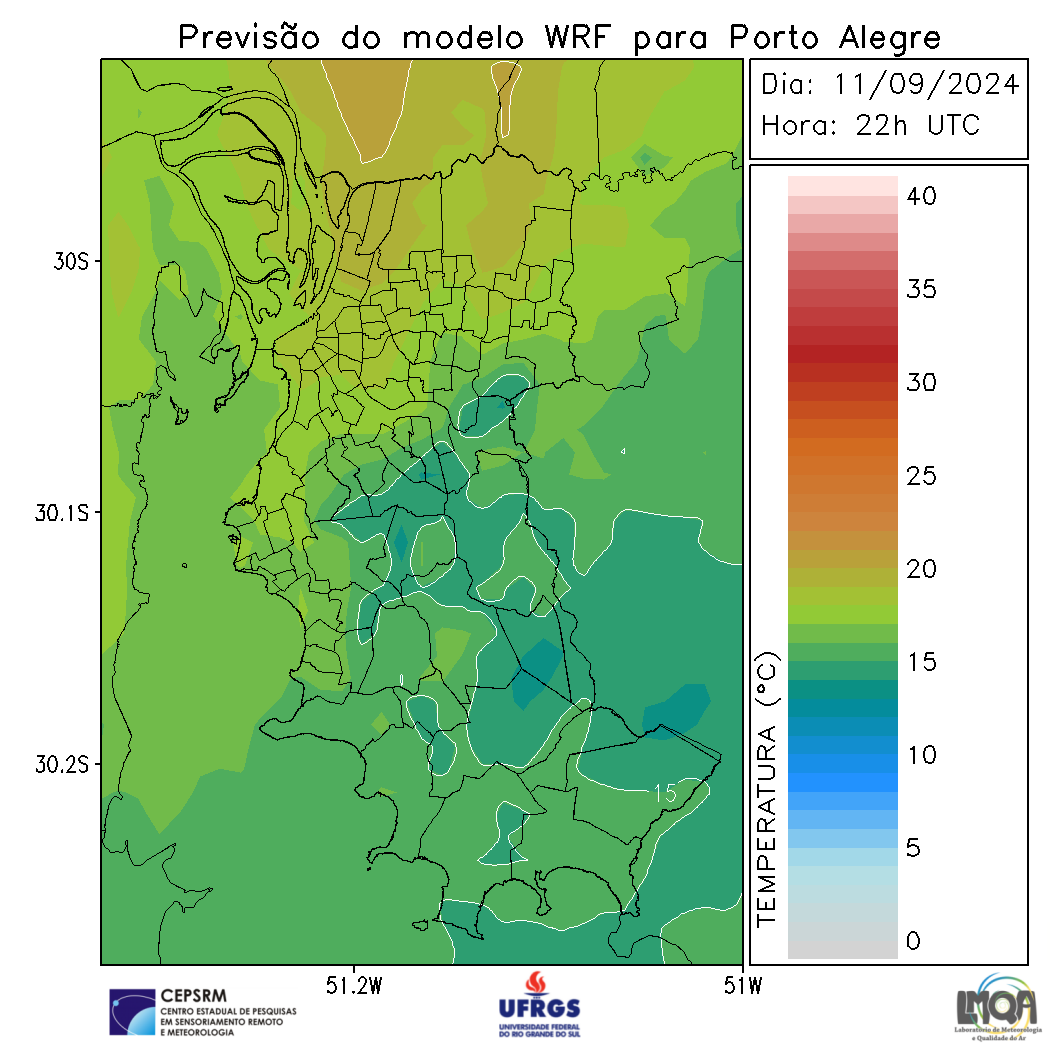 Previsão do modelo WRF para Porto Alegre
Dia: 11/09/2024
Hora: 22h UTC
40
35
30
25
20
15
10
5
0
TEMPERATURA (°C)
30S
30.1S
30.2S
15
51.2W
51W
CEPSRM
CENTRO ESTADUAL DE PESQUISAS
EM SENSORIAMENTO REMOTO
E METEOROLOGIA
UFRGS
UNIVERSIDADE FEDERAL
DO RIO GRANDE DO SUL
LMQA
Laboratório de Meteorologia
e Qualidade do Ar